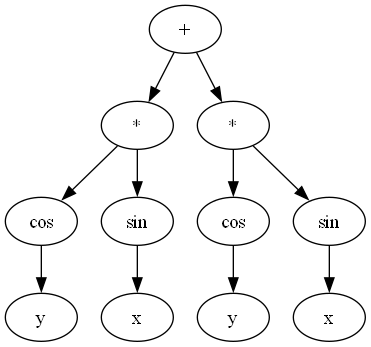 +
* *
cos sin cos sin
y x y x